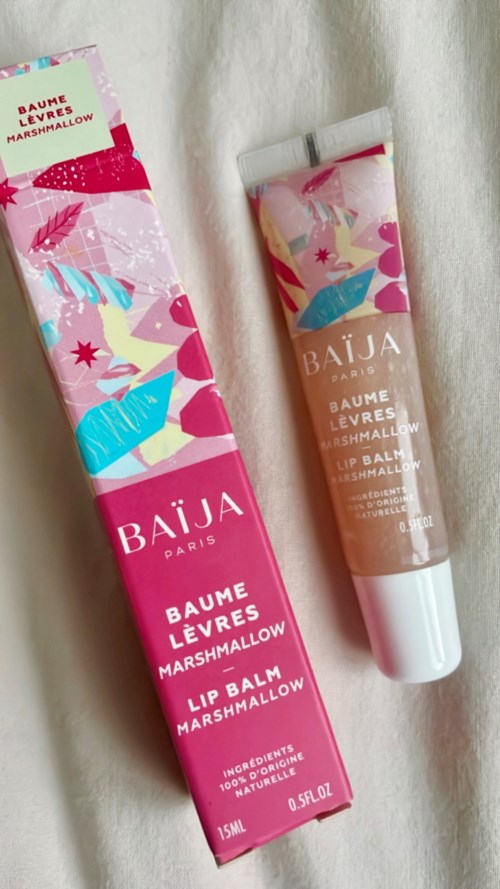 BAUME
LÈVRES
MARSHMALLOW
BAÏJA
PARIS
BAUME
LÈVRES
MARSHMALLOW
LIP BALM
MARSHMALLOW
INGRÉDIENTS
100% D'ORIGINE
NATURELLE
15ML 0.5FL.OZ
BAÏJA
PARIS
BAUME
LÈVRES
MARSHMALLOW
LIP BALM
MARSHMALLOW
INGRÉDIENTS
100% D'ORIGINE
NATURELLE
0.5FL.OZ